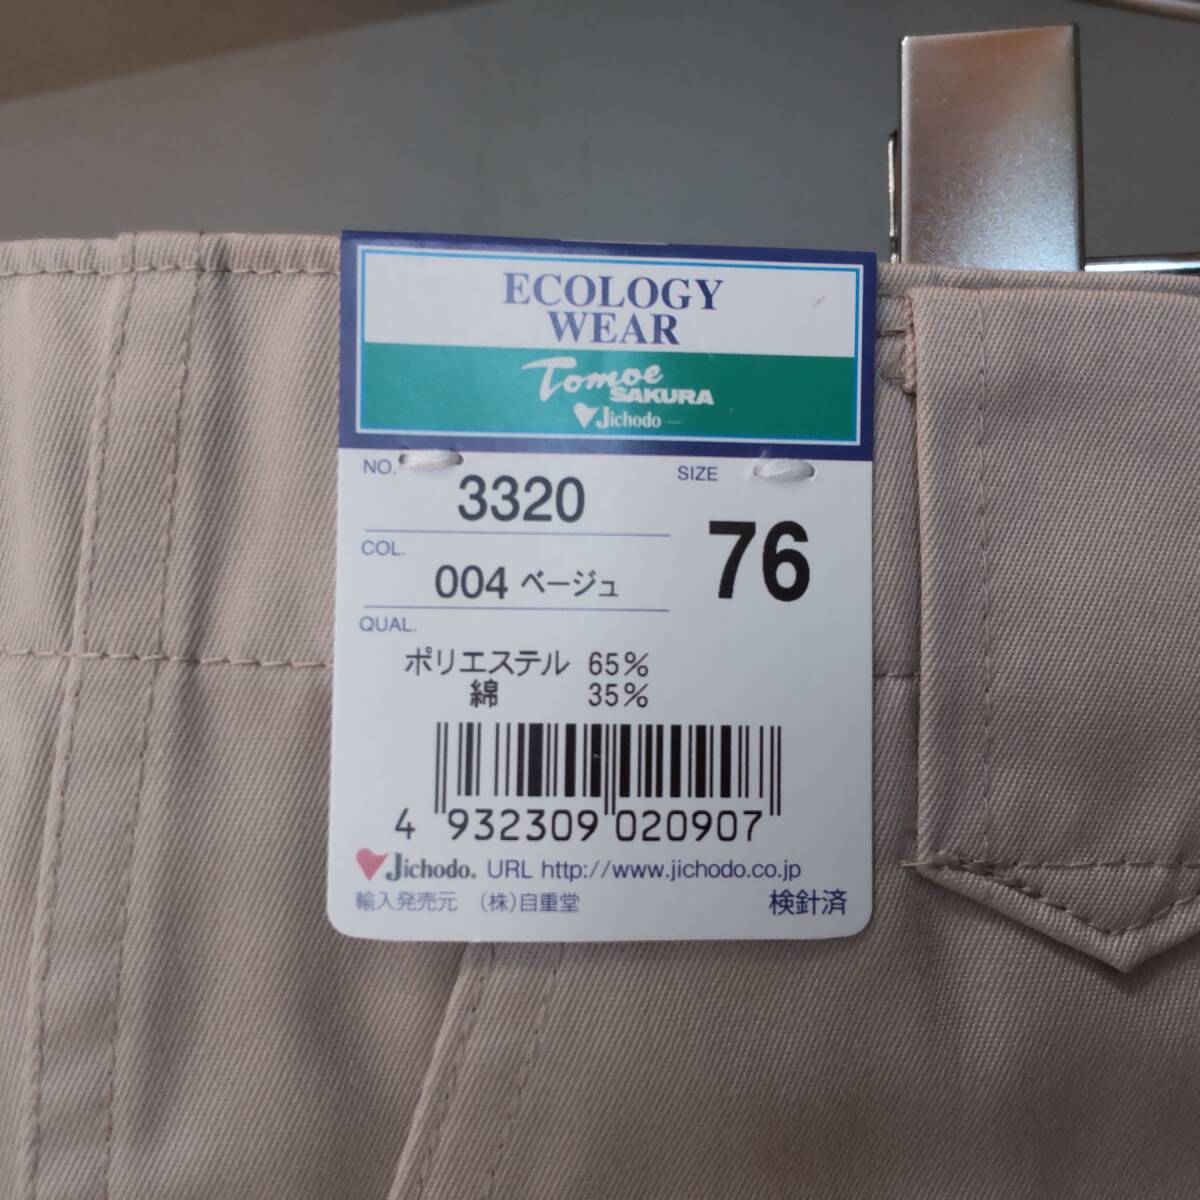 ECOLOGY
WEAR
Tomoe
SAKURA
Jichodo
NO. 3320
SIZE 76
COL. 004 ベージュ
QUAL.
ポリエステル 65%
綿 35%
4 932309 020907
Jichodo. URL http://www.jichodo.co.jp
輸入発売元 (株)自重堂 検針済